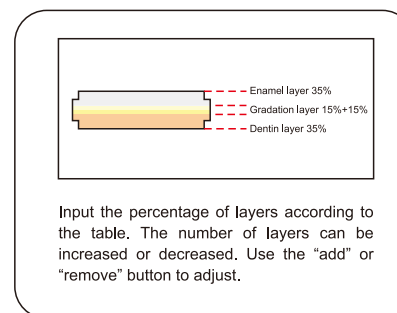 Enamel layer 35%
Gradation layer 15%+15%
Dentin layer 35%
Input the percentage of layers according to
the table. The number of layers can be
increased or decreased. Use the “add” or
“remove” button to adjust.